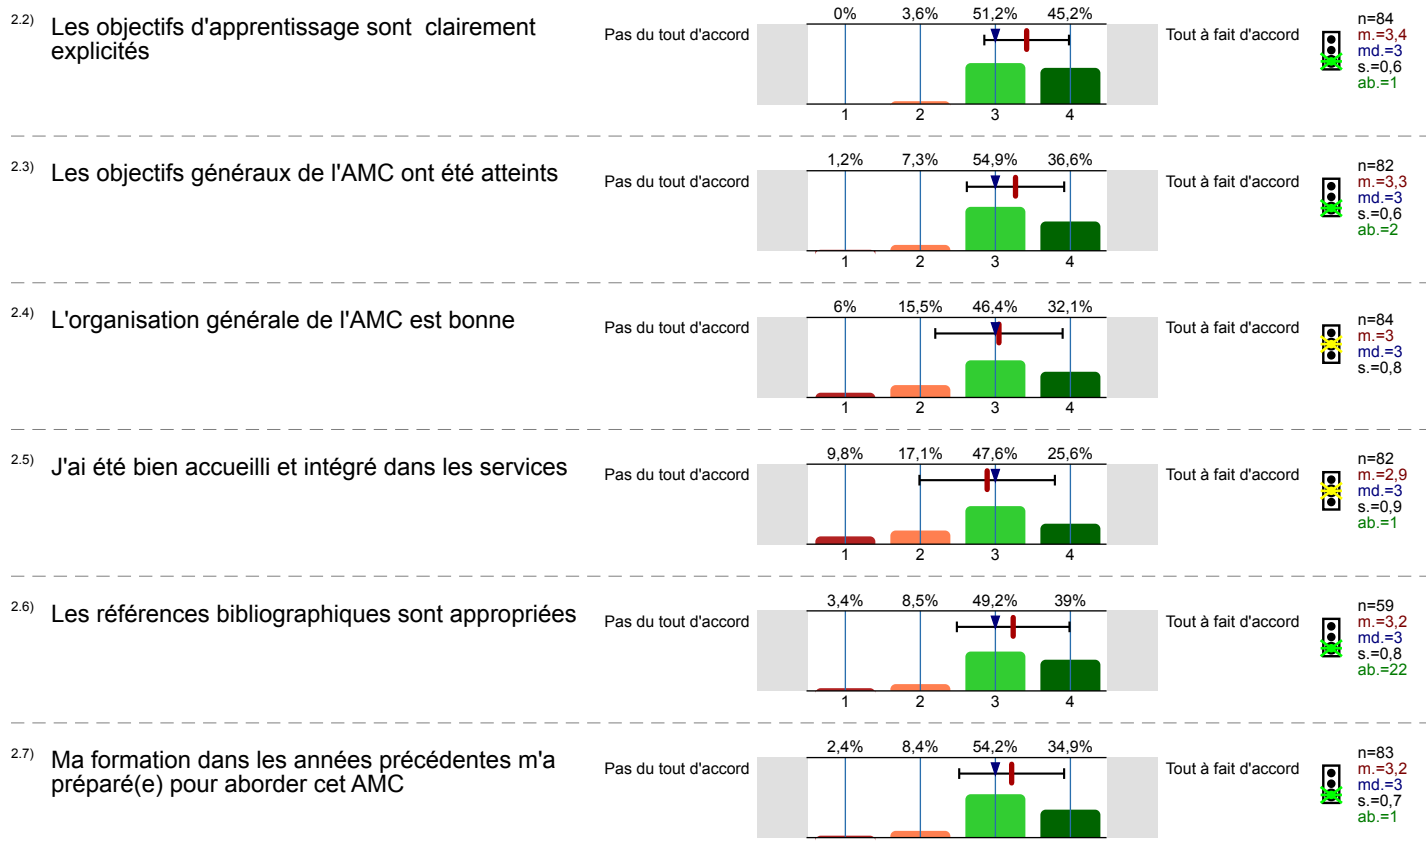 2.2) Les objectifs d'apprentissage sont clairement
explicités
Pas du tout d'accord
0% 3,6% 51,2% 45,2%
1 2 3 4
Tout à fait d'accord
n=84
m.=3,4
md.=3
s.=0,6
ab.=1
2.3) Les objectifs généraux de l'AMC ont été atteints
Pas du tout d'accord
1,2% 7,3% 54,9% 36,6%
1 2 3 4
Tout à fait d'accord
n=82
m.=3,3
md.=3
s.=0,6
ab.=2
2.4) L'organisation générale de l'AMC est bonne
Pas du tout d'accord
6% 15,5% 46,4% 32,1%
1 2 3 4
Tout à fait d'accord
n=84
m.=3
md.=3
s.=0,8
2.5) J'ai été bien accueilli et intégré dans les services
Pas du tout d'accord
9,8% 17,1% 47,6% 25,6%
1 2 3 4
Tout à fait d'accord
n=82
m.=2,9
md.=3
s.=0,9
ab.=1
2.6) Les références bibliographiques sont appropriées
Pas du tout d'accord
3,4% 8,5% 49,2% 39%
1 2 3 4
Tout à fait d'accord
n=59
m.=3,2
md.=3
s.=0,8
ab.=22
2.7) Ma formation dans les années précédentes m'a
préparé(e) pour aborder cet AMC
Pas du tout d'accord
2,4% 8,4% 54,2% 34,9%
Tout à fait d'accord
n=83
m.=3,2
md.=3
s.=0,7
ab.=1